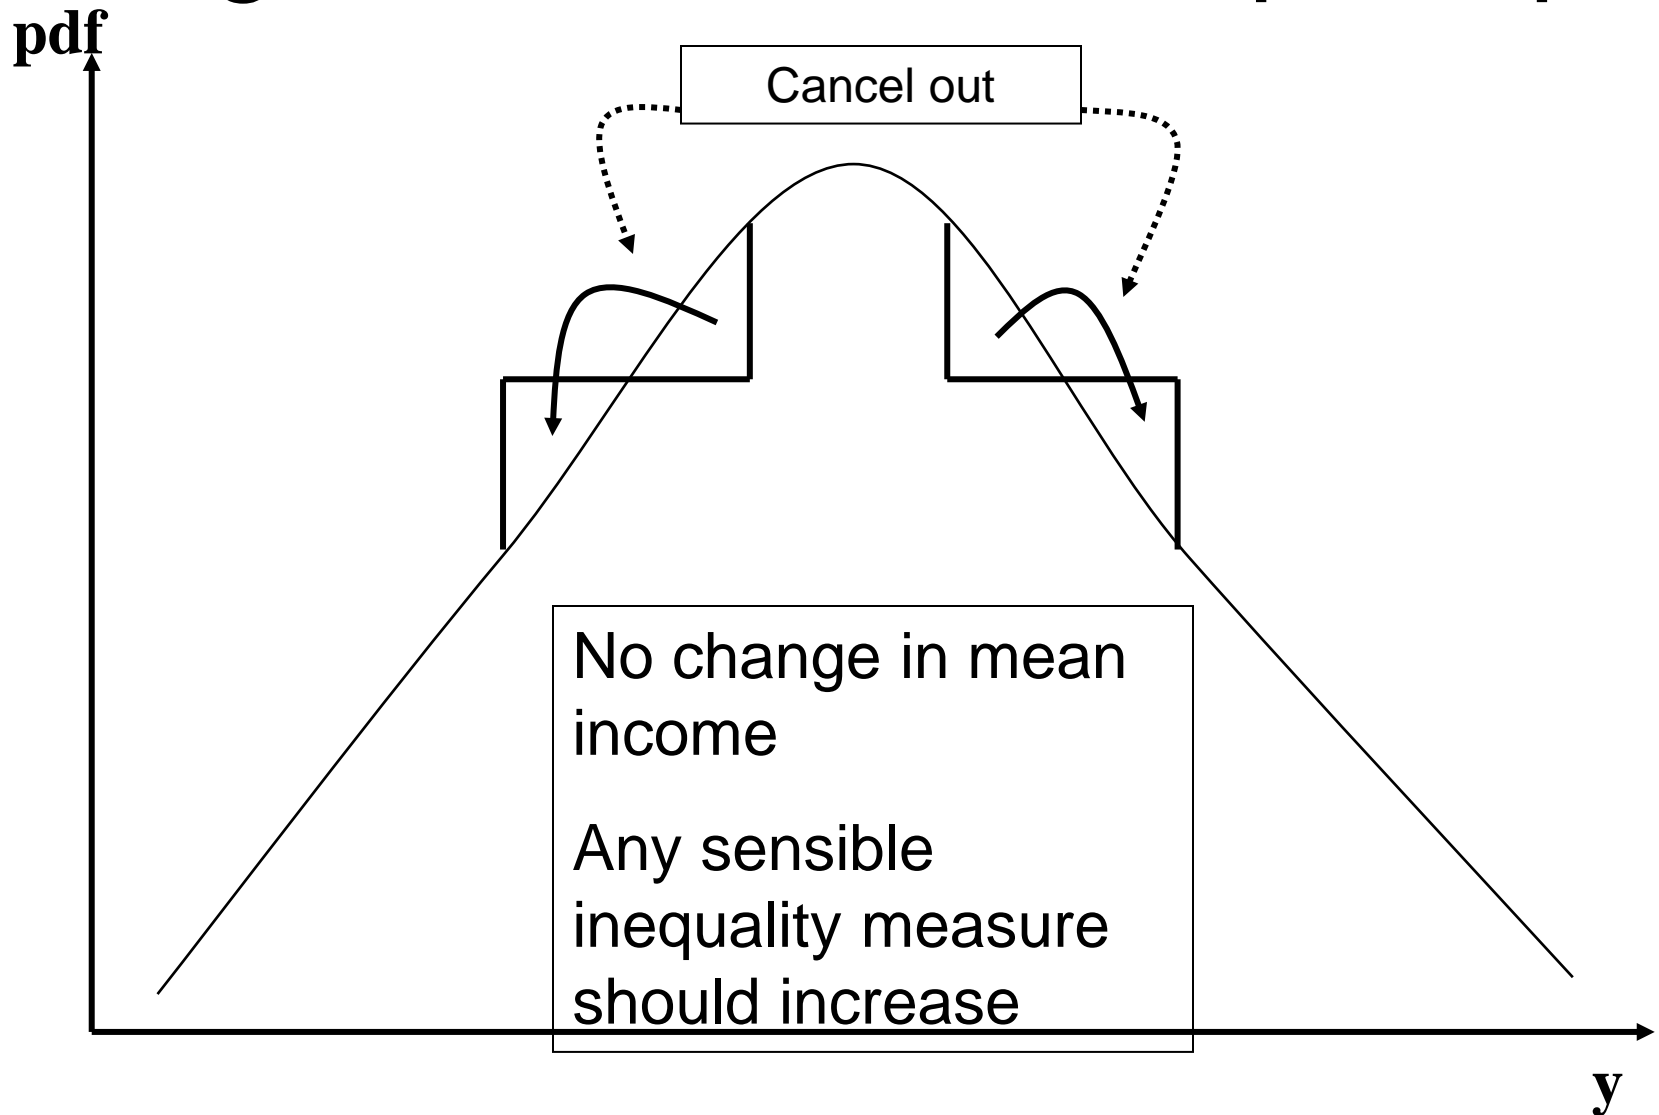 pdf
Cancel out
No change in mean
income
Any sensible
inequality measure
should increase
y